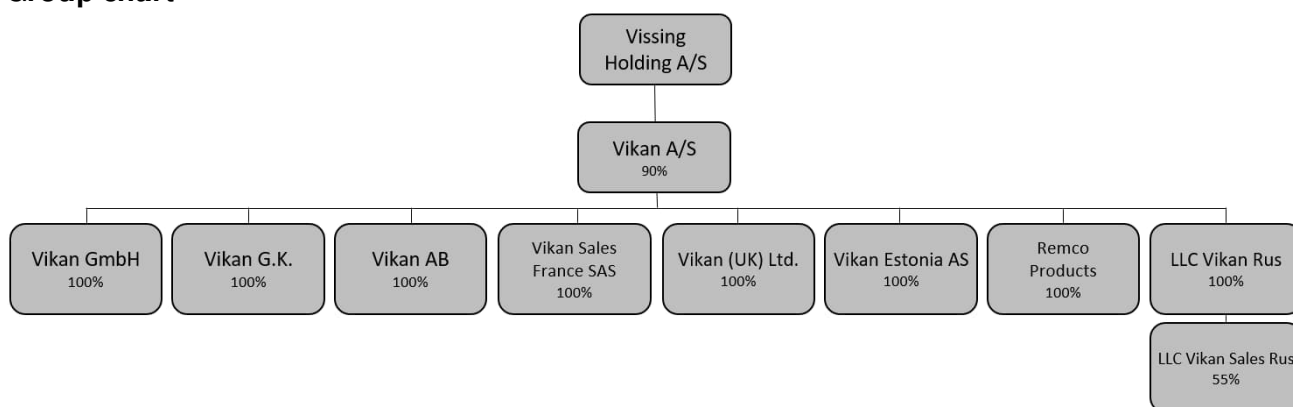 Group chart
Vissing
Holding A/S
Vikan A/S
90%
Vikan GmbH
100%
Vikan G.K.
100%
Vikan AB
100%
Vikan Sales
France SAS
100%
Vikan (UK) Ltd.
100%
Vikan Estonia AS
100%
Remco
Products
100%
LLC Vikan Rus
100%
LLC Vikan Sales Rus
55%